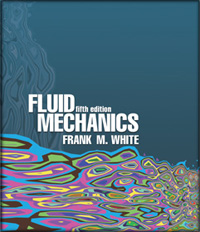 FLUID
fifth edition
MECHANICS
FRANK M. WHITE